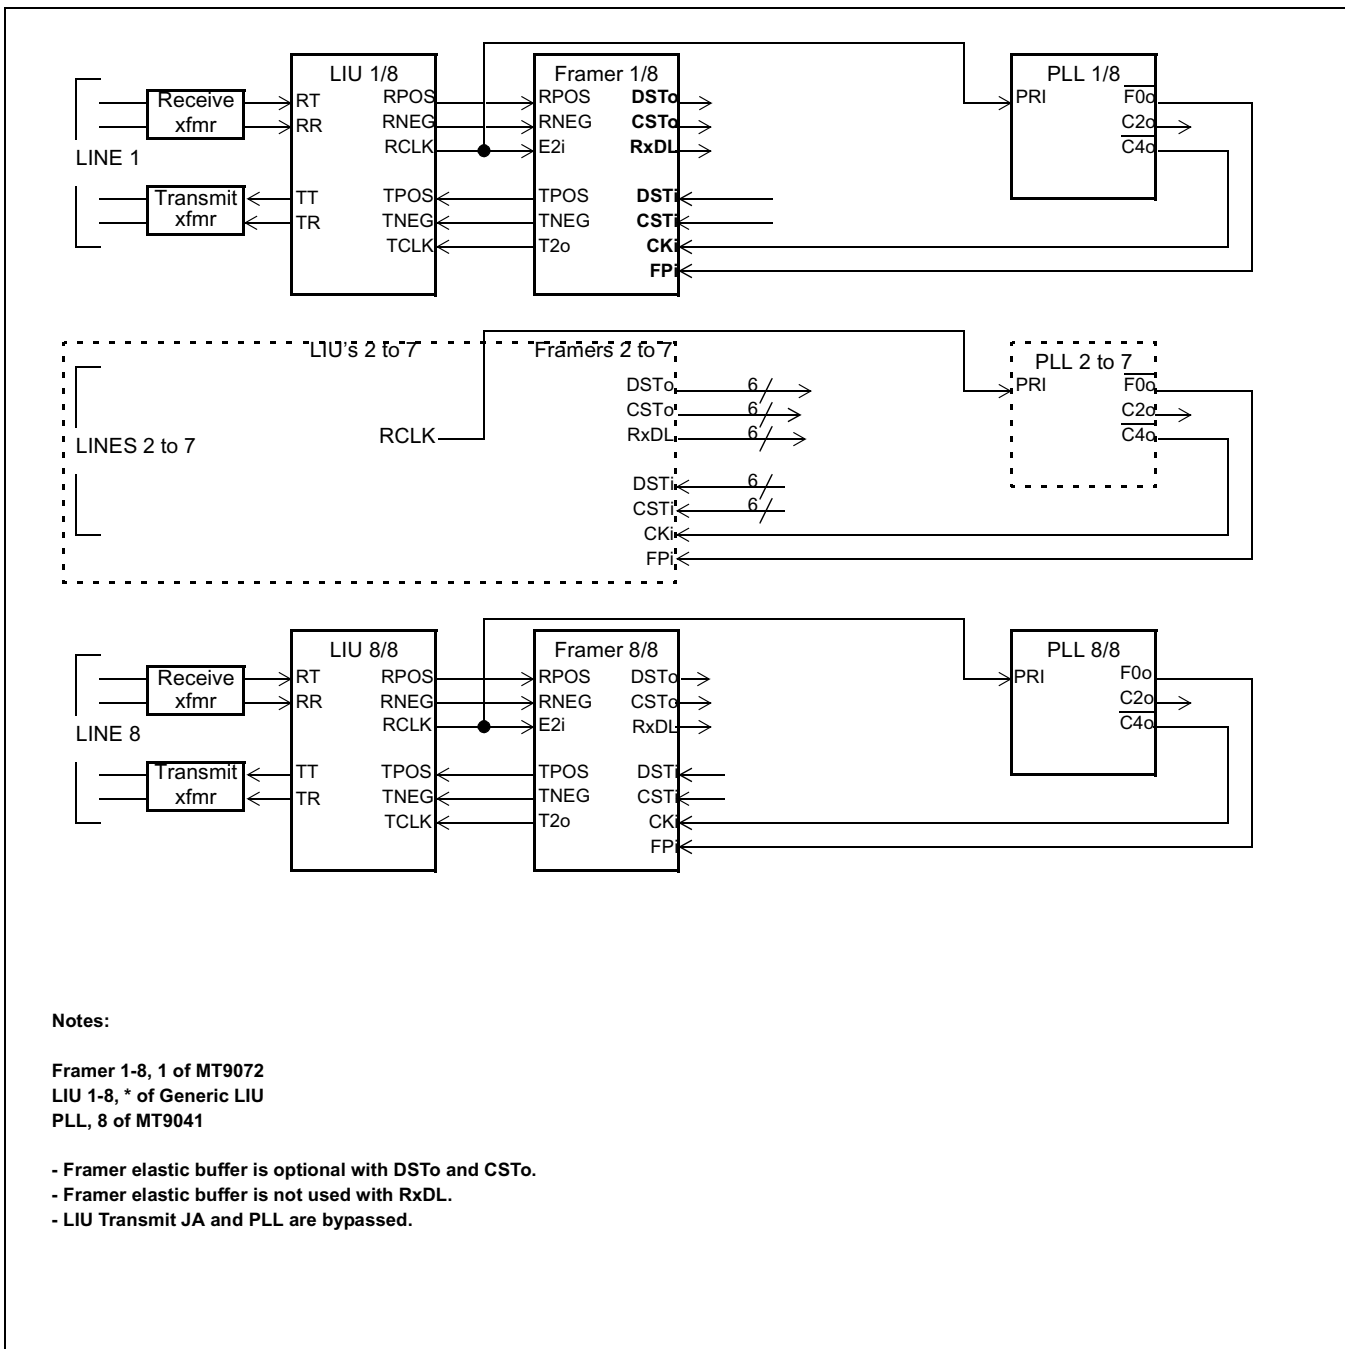 LIU 1/8
Framer 1/8
PLL 1/8
Receive
xfmr
RT
RR
RPOS
RNEG
RCLK
RPOS
RNEG
E2i
DSTo
CSTo
RxDL
PRI
F0o
C2o
C4o
LINE 1
Transmit
xfmr
TT
TR
TPOS
TNEG
TCLK
TPOS
TNEG
T2o
DSTi
CSTi
CKi
FPi
LIU's 2 to 7
Framers 2 to 7
PLL 2 to 7
LINES 2 to 7
RCLK
DSTo
CSTo
RxDL
6
6
6
DSTi
CSTi
CKi
FPi
6
6
PRI
F0o
C2o
C4o
LIU 8/8
Framer 8/8
PLL 8/8
Receive
xfmr
RT
RR
RPOS
RNEG
RCLK
RPOS
RNEG
E2i
DSTo
CSTo
RxDL
PRI
F0o
C2o
C4o
LINE 8
Transmit
xfmr
TT
TR
TPOS
TNEG
TCLK
TPOS
TNEG
T2o
DSTi
CSTi
CKi
FPi
Notes:
Framer 1-8, 1 of MT9072
LIU 1-8, * of Generic LIU
PLL, 8 of MT9041
- Framer elastic buffer is optional with DSTo and CSTo.
- Framer elastic buffer is not used with RxDL.
- LIU Transmit JA and PLL are bypassed.